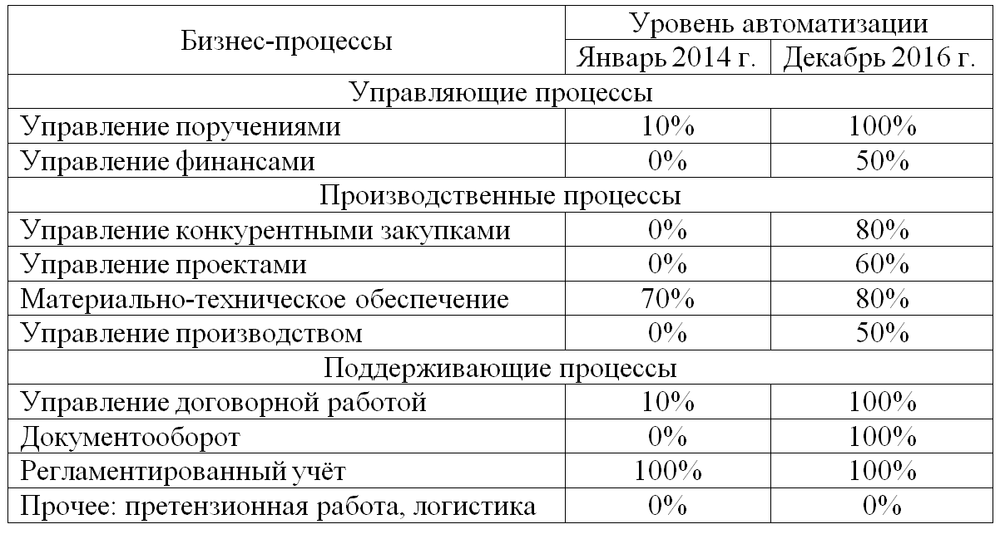 Бизнес-процессы
Уровень автоматизации
Январь 2014 г. Декабрь 2016 г.
Управляющие процессы
Управление поручениями 10% 100%
Управление финансами 0% 50%
Производственные процессы
Управление конкурентными закупками 0% 80%
Управление проектами 0% 60%
Материально-техническое обеспечение 70% 80%
Управление производством 0% 50%
Поддерживающие процессы
Управление договорной работой 10% 100%
Документооборот 0% 100%
Регламентированный учёт 100% 100%
Прочее: претензионная работа, логистика 0% 0%